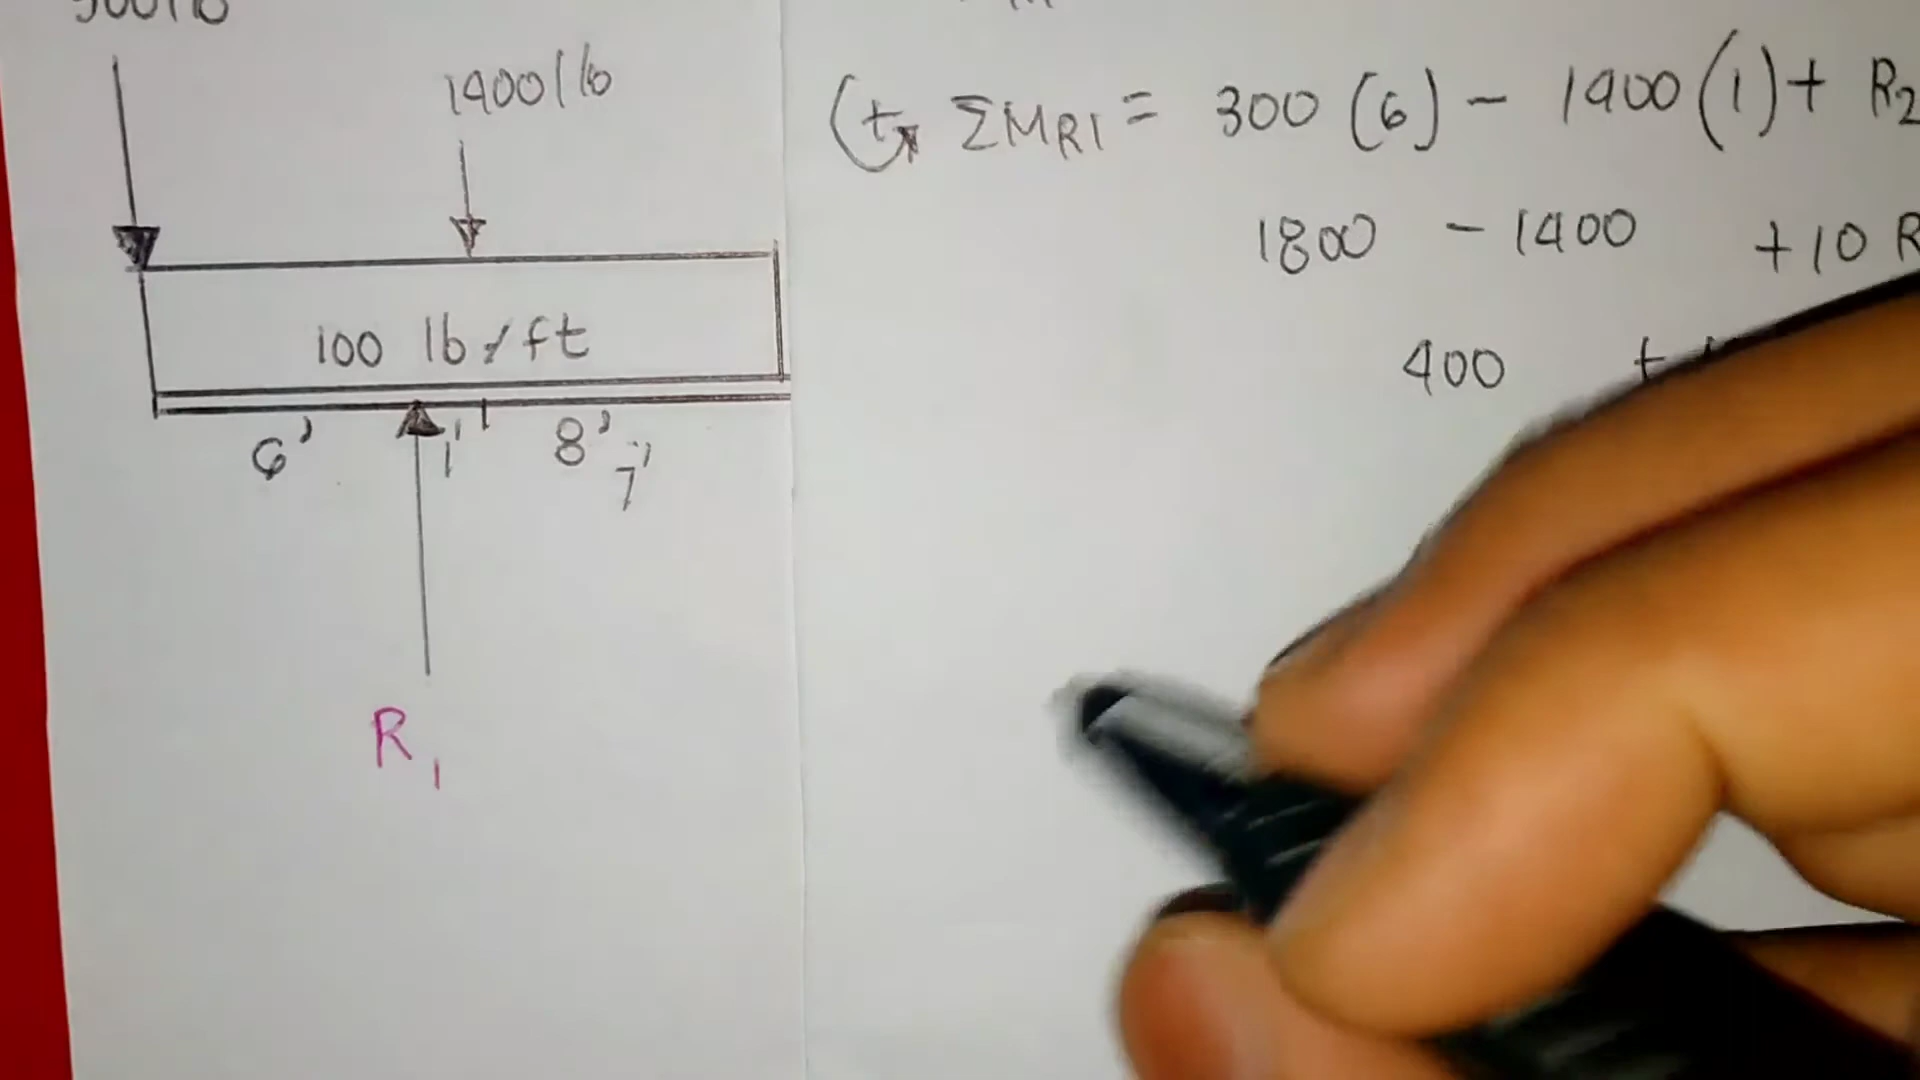 1400 lb
100 lb/ft
6' 1' 8' 7'
R1
+ ΣMR1 = 300 (6) - 1400 (1) + R2
1800 - 1400 + 10 R
400 +